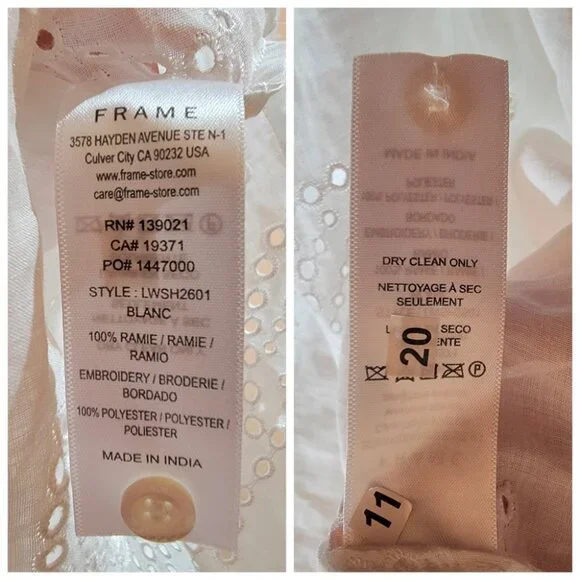 FRAME
3578 HAYDEN AVENUE STE N-1
Culver City CA 90232 USA
www.frame-store.com
care@frame-store.com
RN# 139021
CA# 19371
PO# 1447000
STYLE : LWSH2601
BLANC
100% RAMIE / RAMIE /
RAMIO
EMBROIDERY / BRODERIE /
BORDADO
100% POLYESTER / POLYESTER /
POLIESTER
MADE IN INDIA
DRY CLEAN ONLY
NETTOYAGE À SEC
SEULEMENT
SECO
20
11